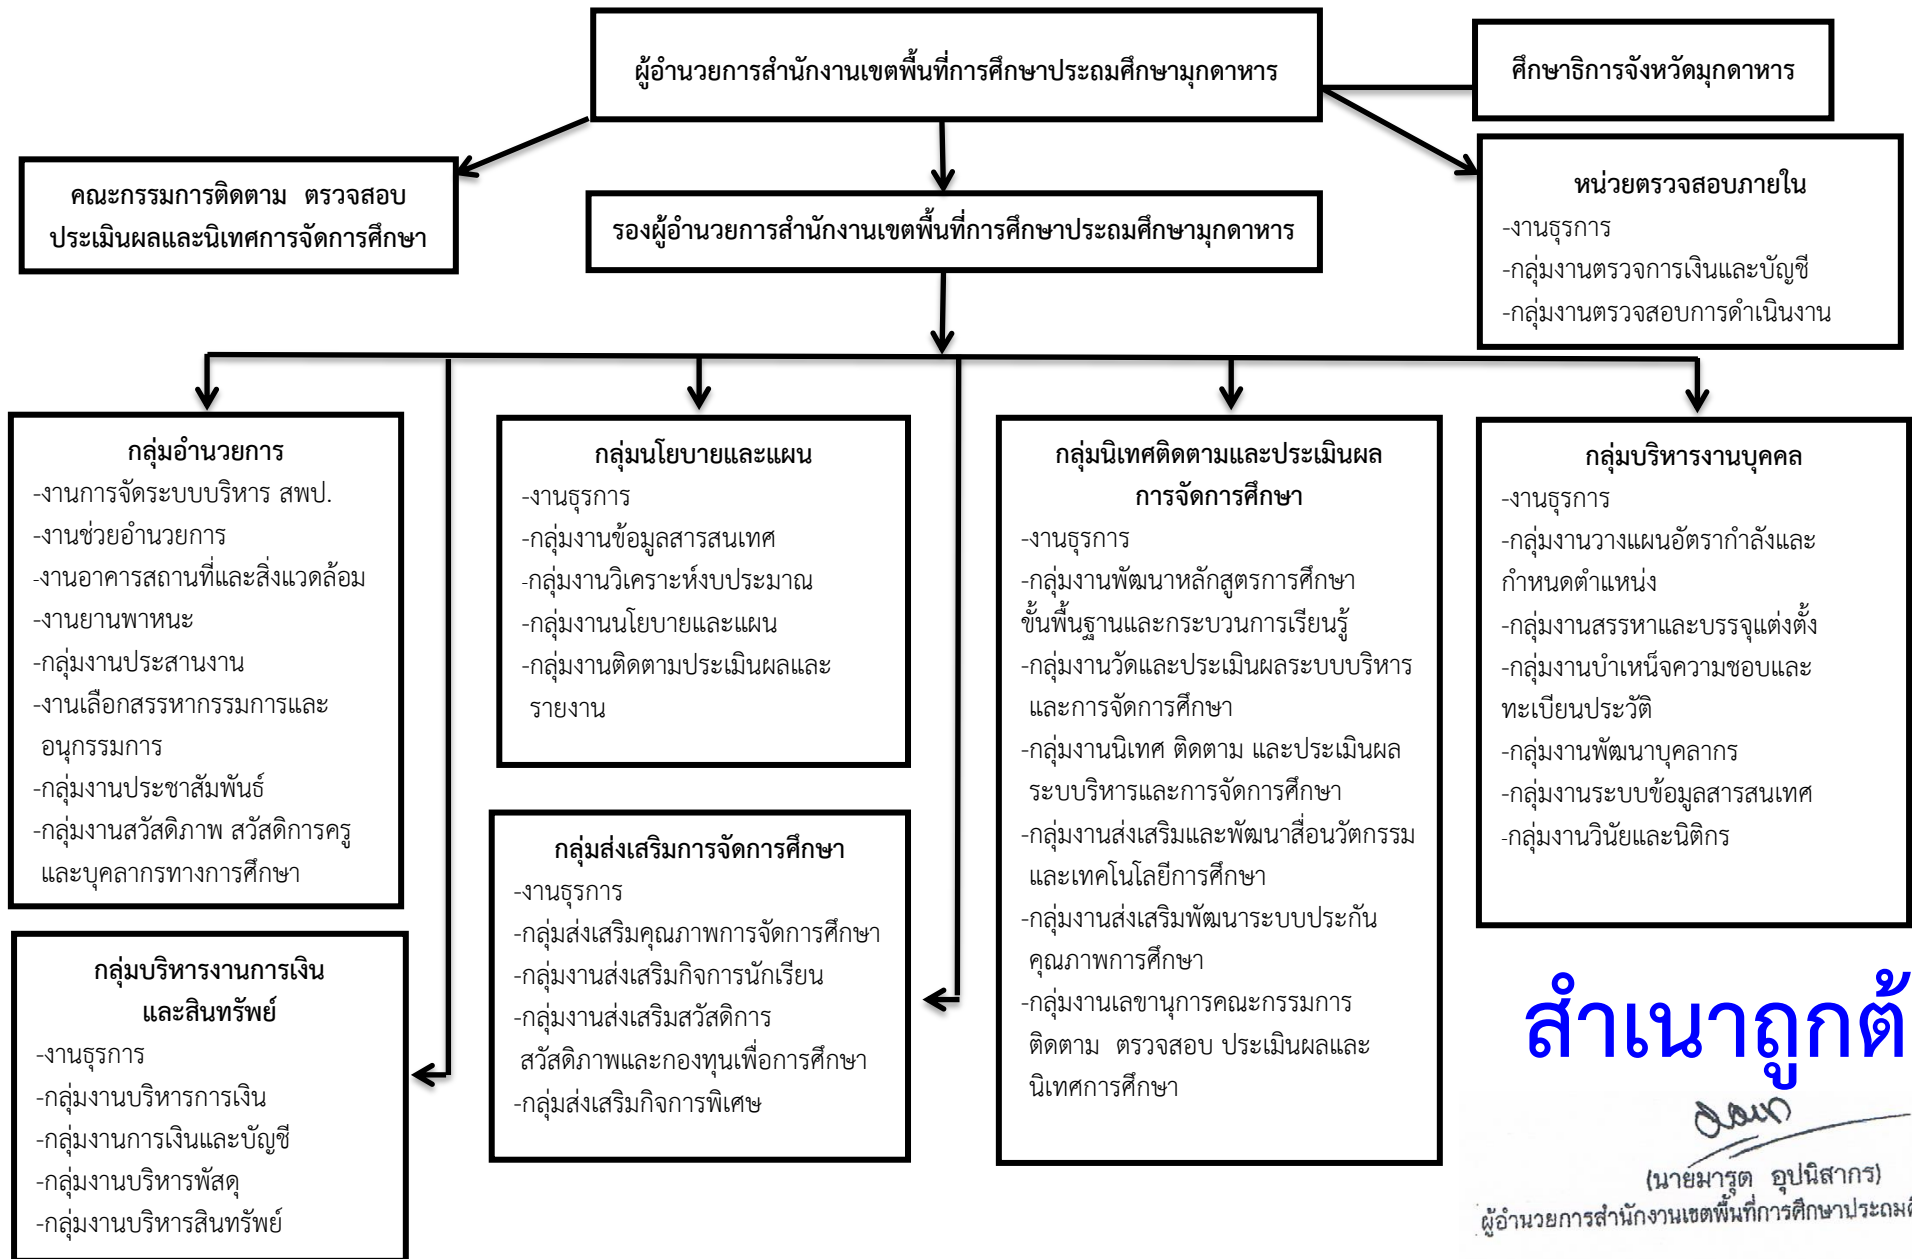 ผู้อำนวยการสำนักงานเขตพื้นที่การศึกษาประถมศึกษามุกดาหาร
ศึกษาธิการจังหวัดมุกดาหาร
คณะกรรมการติดตาม ตรวจสอบ
ประเมินผลและนิเทศการจัดการศึกษา
รองผู้อำนวยการสำนักงานเขตพื้นที่การศึกษาประถมศึกษามุกดาหาร
หน่วยตรวจสอบภายใน
-งานธุรการ
-กลุ่มงานตรวจการเงินและบัญชี
-กลุ่มงานตรวจสอบการดำเนินงาน
กลุ่มอำนวยการ
-งานการจัดระบบบริหาร สพป.
-งานช่วยอำนวยการ
-งานอาคารสถานที่และสิ่งแวดล้อม
-งานยานพาหนะ
-กลุ่มงานประสานงาน
-งานเลือกสรรหากรรมการและ
อนุกรรมการ
-กลุ่มงานประชาสัมพันธ์
-กลุ่มงานสวัสดิภาพ สวัสดิการครู
และบุคลากรทางการศึกษา
กลุ่มบริหารงานการเงิน
และสินทรัพย์
-งานธุรการ
-กลุ่มงานบริหารการเงิน
-กลุ่มงานการเงินและบัญชี
-กลุ่มงานบริหารพัสดุ
-กลุ่มงานบริหารสินทรัพย์
กลุ่มนโยบายและแผน
-งานธุรการ
-กลุ่มงานข้อมูลสารสนเทศ
-กลุ่มงานวิเคราะห์งบประมาณ
-กลุ่มงานนโยบายและแผน
-กลุ่มงานติดตามประเมินผลและ
รายงาน
กลุ่มส่งเสริมการจัดการศึกษา
-งานธุรการ
-กลุ่มส่งเสริมคุณภาพการจัดการศึกษา
-กลุ่มงานส่งเสริมกิจการนักเรียน
-กลุ่มงานส่งเสริมสวัสดิการ
สวัสดิภาพและกองทุนเพื่อการศึกษา
-กลุ่มส่งเสริมกิจการพิเศษ
กลุ่มนิเทศติดตามและประเมินผล
การจัดการศึกษา
-งานธุรการ
-กลุ่มงานพัฒนาหลักสูตรการศึกษา
ขั้นพื้นฐานและกระบวนการเรียนรู้
-กลุ่มงานวัดและประเมินผลระบบบริหาร
และการจัดการศึกษา
-กลุ่มงานนิเทศ ติดตาม และประเมินผล
ระบบริหารและการจัดการศึกษา
-กลุ่มงานส่งเสริมและพัฒนาสื่อนวัตกรรม
และเทคโนโลยีการศึกษา
-กลุ่มงานส่งเสริมพัฒนาระบบประกัน
คุณภาพการศึกษา
-กลุ่มงานเลขานุการคณะกรรมการ
ติดตาม ตรวจสอบ ประเมินผลและ
นิเทศการศึกษา
กลุ่มบริหารงานบุคคล
-งานธุรการ
-กลุ่มงานวางแผนอัตรากำลังและ
กำหนดตำแหน่ง
-กลุ่มงานสรรหาและบรรจุแต่งตั้ง
-กลุ่มงานบำเหน็จความชอบและ
ทะเบียนประวัติ
-กลุ่มงานพัฒนาบุคลากร
-กลุ่มงานระบบข้อมูลสารสนเทศ
-กลุ่มงานวินัยและนิติกร
สำเนาถูกต้
(นายมารุต อุปนิสากร)
ผู้อำนวยการสำนักงานเขตพื้นที่การศึกษาประถมศ